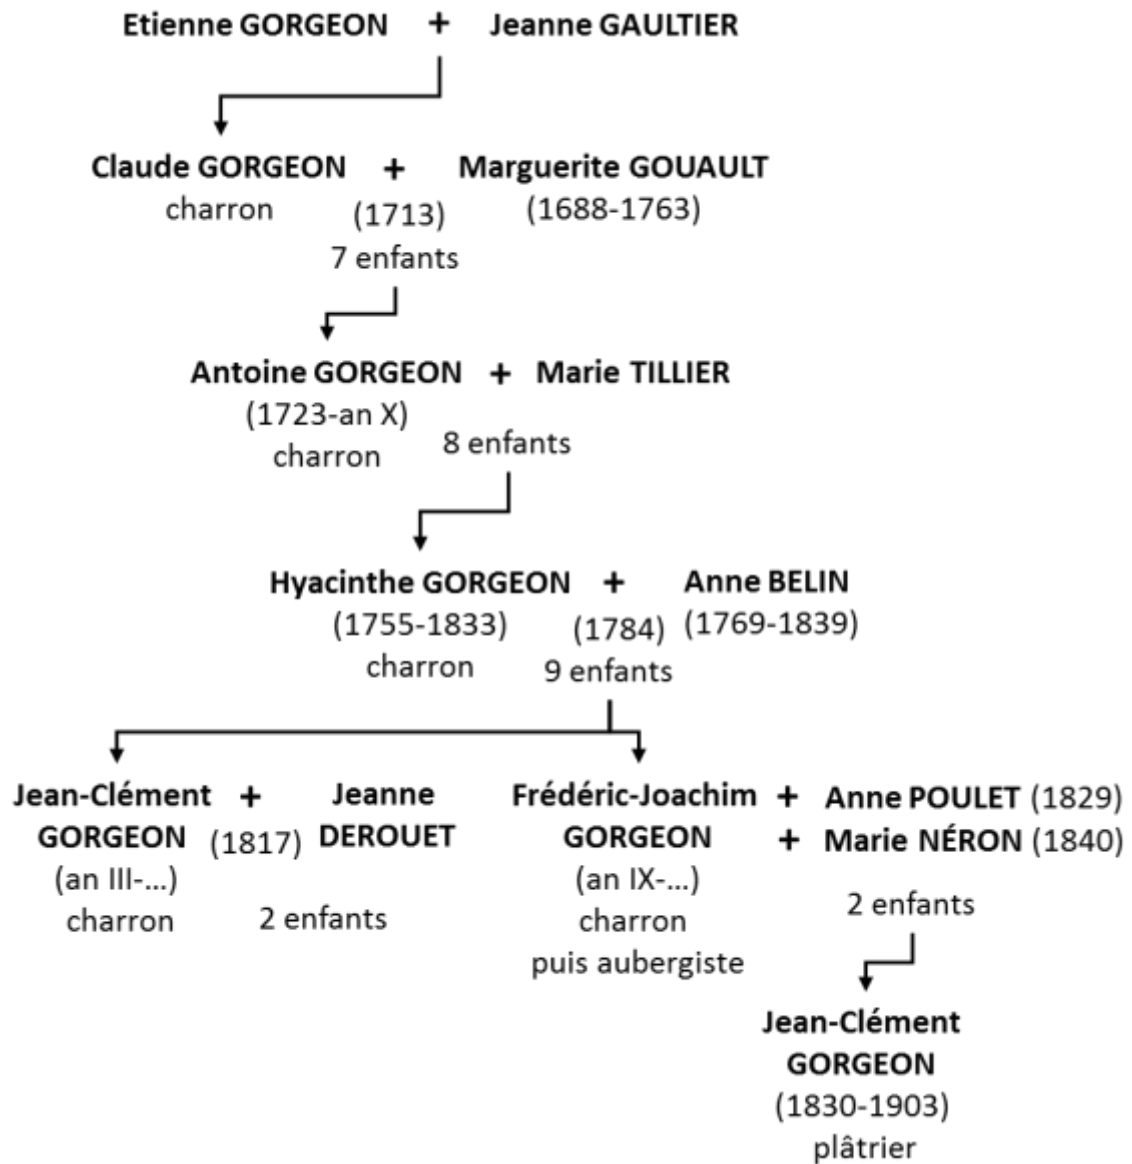 Etienne GORGEON + Jeanne GAULTIER
Claude GORGEON + Marguerite GOUAULT
charron (1713) (1688-1763)
7 enfants
Antoine GORGEON + Marie TILLIER
(1723-an X)
charron
8 enfants
Hyacinthe GORGEON + Anne BELIN
(1755-1833) (1784) (1769-1839)
charron 9 enfants
Jean-Clément + Jeanne
GORGEON (1817) DEROUET
(an III-...)
charron 2 enfants
Frédéric-Joachim + Anne POULET (1829)
GORGEON + Marie NÉRON (1840)
(an IX-...)
charron
puis aubergiste
2 enfants
Jean-Clément
GORGEON
(1830-1903)
plâtrier